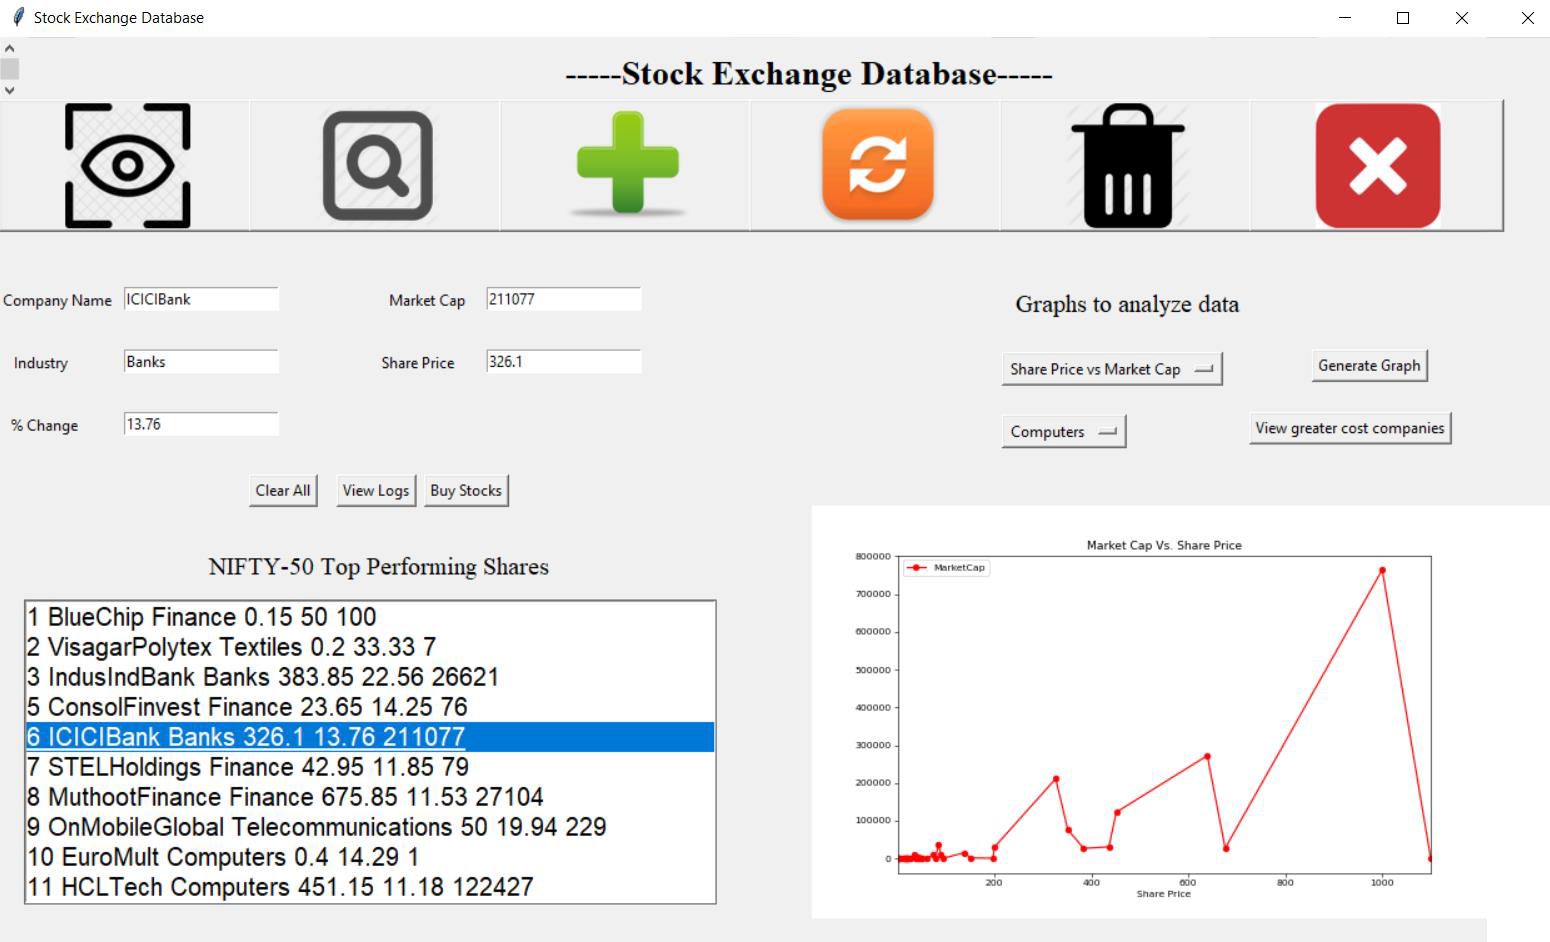 Stock Exchange Database
-----Stock Exchange Database-----
Company Name ICICIBank Market Cap 211077
Industry Banks Share Price 326.1
% Change 13.76
Clear All View Logs Buy Stocks
Graphs to analyze data
Share Price vs Market Cap Generate Graph
Computers View greater cost companies
NIFTY-50 Top Performing Shares
1 BlueChip Finance 0.15 50 100
2 VisagarPolytex Textiles 0.2 33.33 7
3 IndusIndBank Banks 383.85 22.56 26621
5 ConsolFinvest Finance 23.65 14.25 76
6 ICICIBank Banks 326.1 13.76 211077
7 STELHoldings Finance 42.95 11.85 79
8 MuthootFinance Finance 675.85 11.53 27104
9 OnMobileGlobal Telecommunications 50 19.94 229
10 EuroMult Computers 0.4 14.29 1
11 HCLTech Computers 451.15 11.18 122427
Market Cap Vs. Share Price
MarketCap
800000
700000
600000
500000
400000
300000
200000
100000
0
200 400 600 800 1000
Share Price